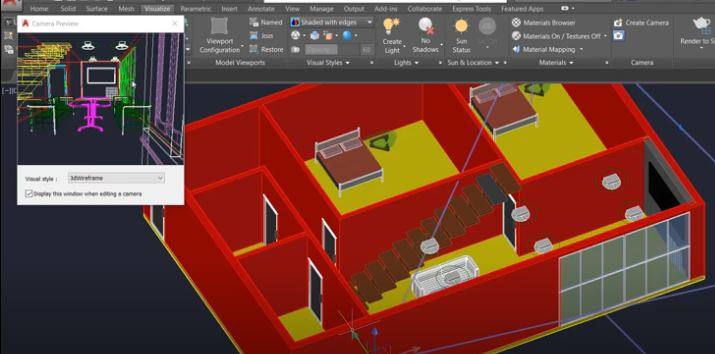 Camera Preview
Home Solid Surface Mesh Visualize Parametric Insert Annotate View Manage Output Add-ins Collaborate Express Tools Featured Apps
Viewport
Configuration
Named
Join
Restore
Model Viewports
Shaded with edges
Opacity
Visual Styles
Create
Light
No
Shadows
Lights
Sun
Status
Sun & Location
Materials Browser
Materials On / Textures Off
Material Mapping
Materials
Create Camera
Camera
Render to
Visual style :
3dWireframe
Display this window when editing a camera